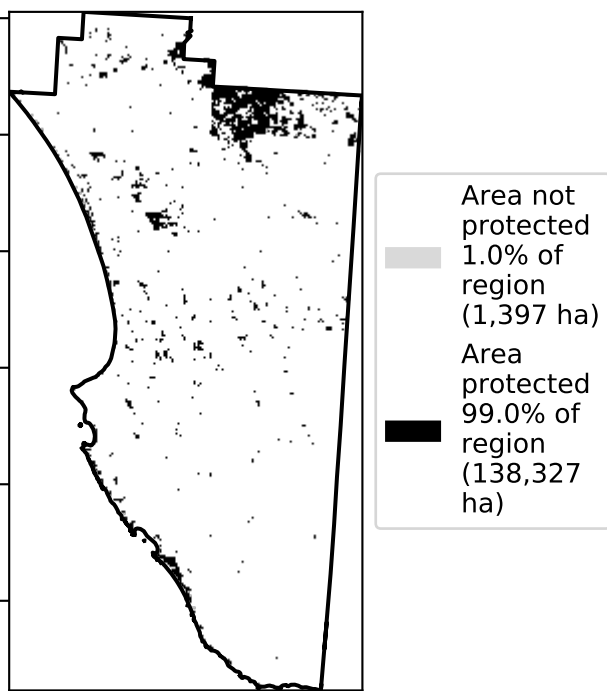 Area not
protected
1.0% of
region
(1,397 ha)
Area
protected
99.0% of
region
(138,327
ha)